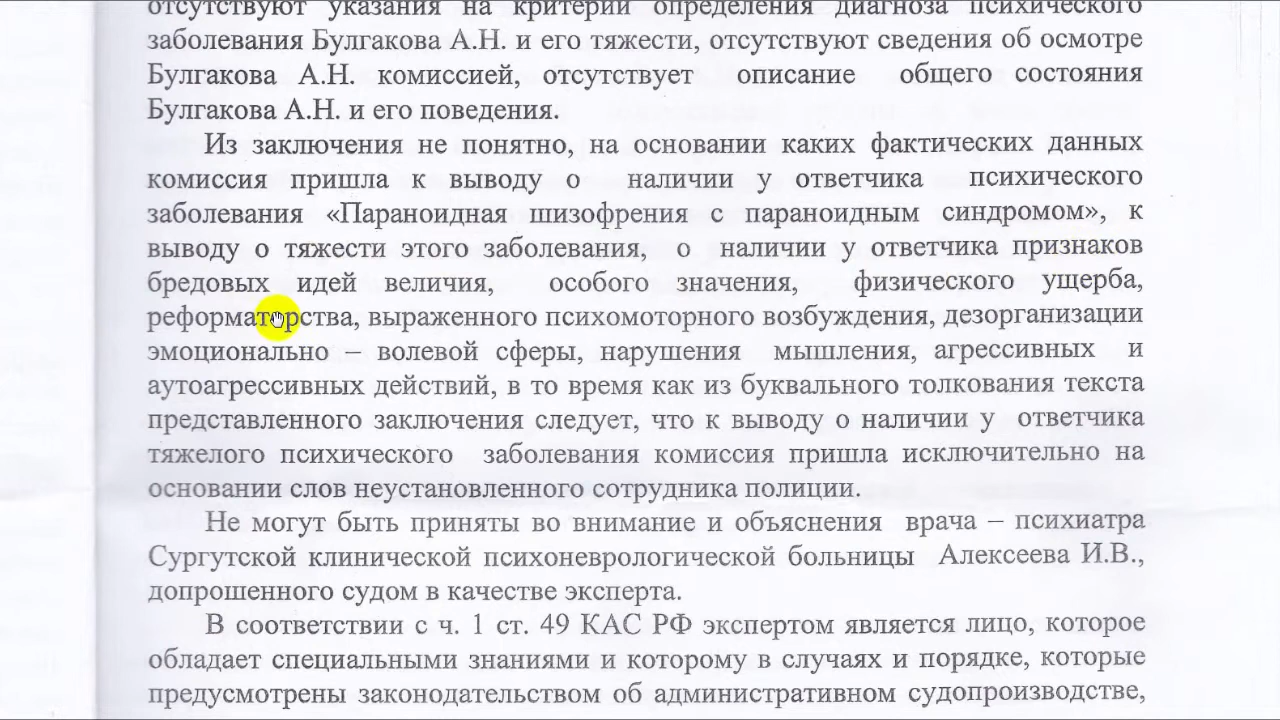 отсутствуют указания на критерии определения диагноза психического
заболевания Булгакова А.Н. и его тяжести, отсутствуют сведения об осмотре
Булгакова А.Н. комиссией, отсутствует описание общего состояния
Булгакова А.Н. и его поведения.
Из заключения не понятно, на основании каких фактических данных
комиссия пришла к выводу о наличии у ответчика психического
заболевания «Параноидная шизофрения с параноидным синдромом», к
выводу о тяжести этого заболевания, о наличии у ответчика признаков
бредовых идей величия, особого значения, физического ущерба,
реформаторства, выраженного психомоторного возбуждения, дезорганизации
эмоционально – волевой сферы, нарушения мышления, агрессивных и
аутоагрессивных действий, в то время как из буквального толкования текста
представленного заключения следует, что к выводу о наличии у ответчика
тяжелого психического заболевания комиссия пришла исключительно на
основании слов неустановленного сотрудника полиции.
Не могут быть приняты во внимание и объяснения врача – психиатра
Сургутской клинической психоневрологической больницы Алексеева И.В.,
допрошенного судом в качестве эксперта.
В соответствии с ч. 1 ст. 49 КАС РФ экспертом является лицо, которое
обладает специальными знаниями и которому в случаях и порядке, которые
предусмотрены законодательством об административном судопроизводстве,